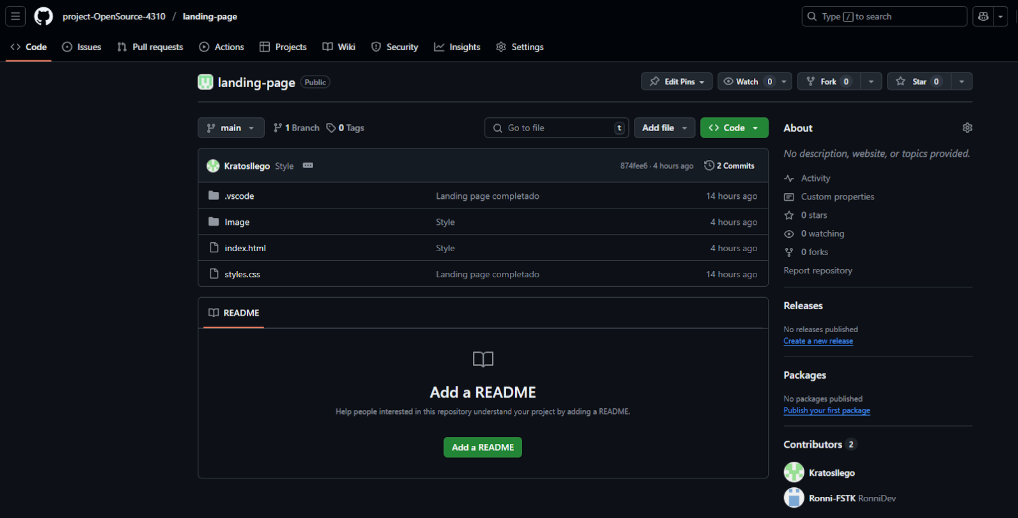 project-OpenSource-4310 / landing-page
Type / to search
Code Issues Pull requests Actions Projects Wiki Security Insights Settings
landing-page Public
Edit Pins Watch 0 Fork 0 Star 0
main 1 Branch 0 Tags
Go to file t
Add file Code
Kratosllego Style 874fee6 · 4 hours ago 2 Commits
.vscode Landing page completado 14 hours ago
Image Style 4 hours ago
index.html Style 4 hours ago
styles.css Landing page completado 14 hours ago
README
Add a README
Help people interested in this repository understand your project by adding a README.
Add a README
About
No description, website, or topics provided.
Activity
Custom properties
0 stars
0 watching
0 forks
Report repository
Releases
No releases published
Create a new release
Packages
No packages published
Publish your first package
Contributors 2
Kratosllego
Ronni-FSTK RonniDev